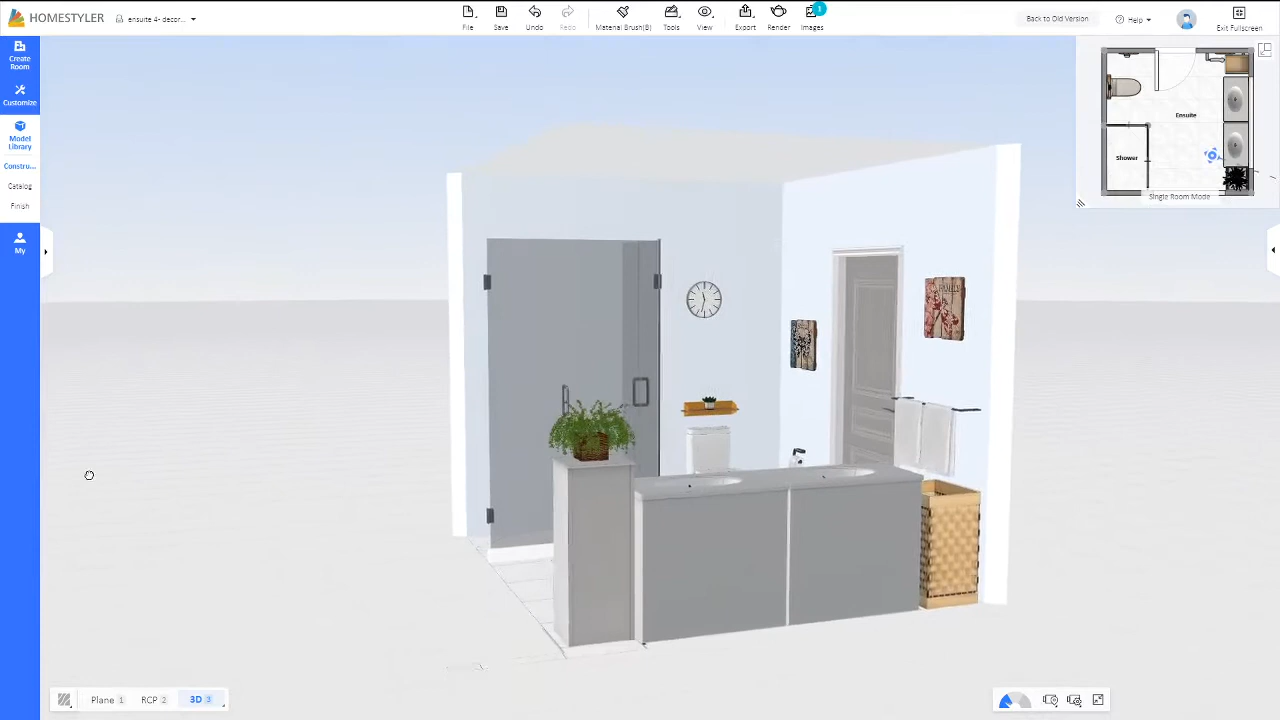 HOMESTYLER
ensuite 4- decor...
File
Save
Undo
Redo
Material Brush(B)
Tools
View
Export
Render
1
Images
Back to Old Version
Help
Exit Fullscreen
Create
Room
Customize
Model
Library
Constru...
Catalog
Finish
My
Ensuite
Shower
Single Room Mode
FAMILY
Plane 1
RCP 2
3D 3